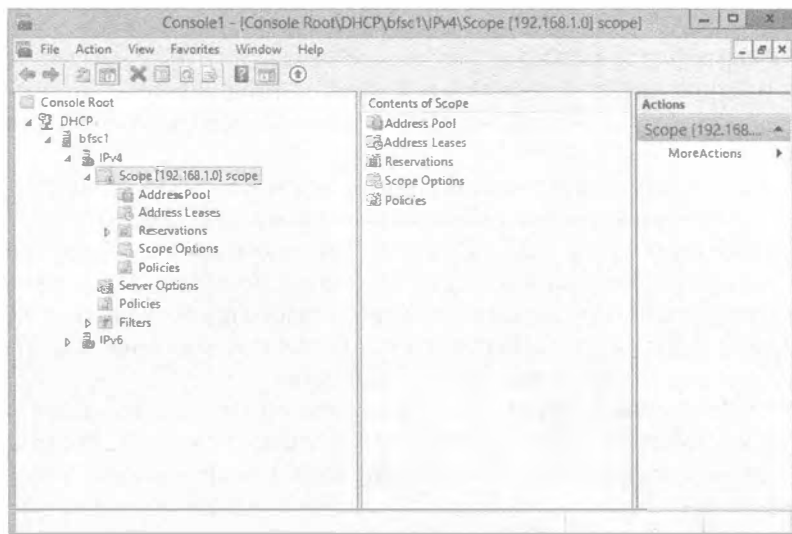 Console1 - [Console Root\DHCP\bfsc1\IPv4\Scope [192.168.1.0] scope]
File Action View Favorites Window Help
Console Root
DHCP
bfsc1
IPv4
Scope [192.168.1.0] scope
Address Pool
Address Leases
Reservations
Scope Options
Policies
Server Options
Policies
Filters
IPv6
Contents of Scope
Address Pool
Address Leases
Reservations
Scope Options
Policies
Actions
Scope [192.168....
MoreActions